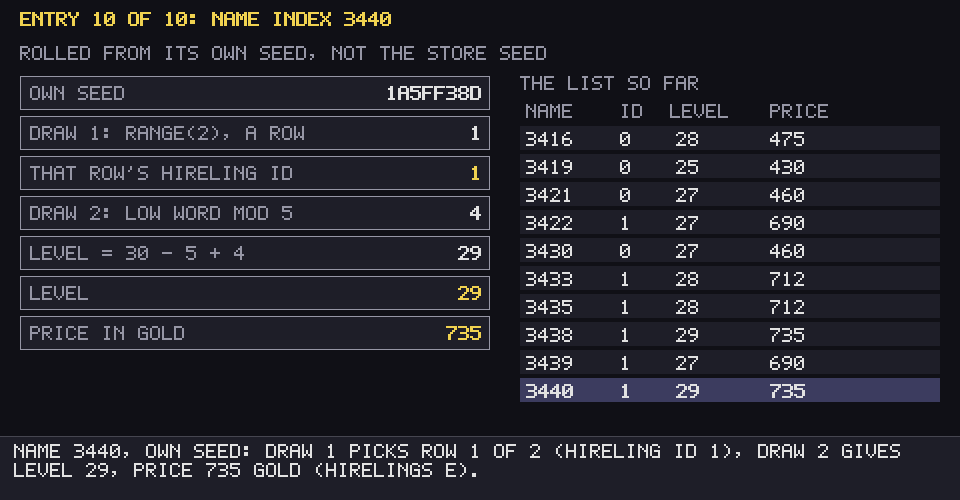 ENTRY 10 OF 10: NAME INDEX 3440
ROLLED FROM ITS OWN SEED, NOT THE STORE SEED
OWN SEED 1A5FF38D
DRAW 1: RANGE(2), A ROW 1
THAT ROW'S HIRELING ID 1
DRAW 2: LOW WORD MOD 5 4
LEVEL = 30 - 5 + 4 29
LEVEL 29
PRICE IN GOLD 735
THE LIST SO FAR
NAME ID LEVEL PRICE
3416 0 28 475
3419 0 25 430
3421 0 27 460
3422 1 27 690
3430 0 27 460
3433 1 28 712
3435 1 28 712
3438 1 29 735
3439 1 27 690
3440 1 29 735
NAME 3440, OWN SEED: DRAW 1 PICKS ROW 1 OF 2 (HIRELING ID 1), DRAW 2 GIVES
LEVEL 29, PRICE 735 GOLD (HIRELINGS E).